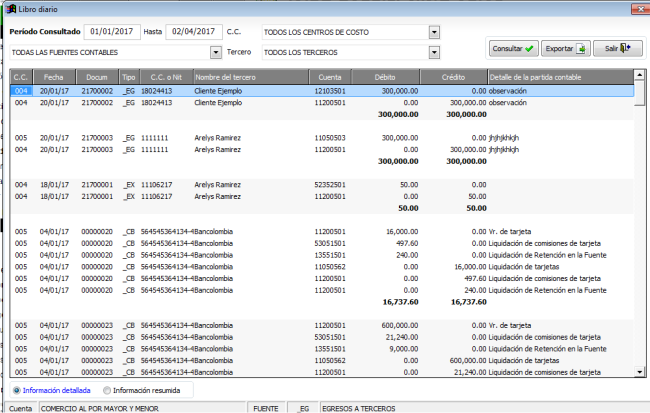 Libro diario
Período Consultado 01/01/2017 Hasta 02/04/2017 C.C. TODOS LOS CENTROS DE COSTO
TODAS LAS FUENTES CONTABLES Tercero TODOS LOS TERCEROS Consultar Exportar Salir
C.C. Fecha Docum Tipo C.C. o Nit Nombre del tercero Cuenta Débito Crédito Detalle de la partida contable
004 20/01/17 21700002 _EG 18024413 Cliente Ejemplo 12103501 300,000.00 0.00 observación
004 20/01/17 21700002 _EG 18024413 Cliente Ejemplo 11200501 0.00 300,000.00 observación
300,000.00 300,000.00
005 20/01/17 21700003 _EG 1111111 Arelys Ramirez 11050503 300,000.00 0.00 jhjhjkhkjh
004 20/01/17 21700003 _EG 1111111 Arelys Ramirez 11200501 0.00 300,000.00 jhjhjkhkjh
300,000.00 300,000.00
004 18/01/17 21700001 _EX 11106217 Arelys Ramirez 52352501 50.00 0.00
004 18/01/17 21700001 _EX 11106217 Arelys Ramirez 11200501 0.00 50.00
50.00 50.00
005 04/01/17 00000020 _CB 564545364134-4 Bancolombia 11200501 16,000.00 0.00 Vr. de tarjeta
005 04/01/17 00000020 _CB 564545364134-4 Bancolombia 53051501 497.60 0.00 Liquidación de comisiones de tarjeta
005 04/01/17 00000020 _CB 564545364134-4 Bancolombia 13551501 240.00 0.00 Liquidación de Retención en la Fuente
005 04/01/17 00000020 _CB 564545364134-4 Bancolombia 11050562 0.00 16,000.00 Liquidación de tarjetas
005 04/01/17 00000020 _CB 564545364134-4 Bancolombia 11200501 0.00 497.60 Liquidación de comisiones de tarjeta
005 04/01/17 00000020 _CB 564545364134-4 Bancolombia 11200501 0.00 240.00 Liquidación de Retención en la Fuente
16,737.60 16,737.60
005 04/01/17 00000023 _CB 564545364134-4 Bancolombia 11200501 600,000.00 0.00 Vr. de tarjeta
005 04/01/17 00000023 _CB 564545364134-4 Bancolombia 53051501 21,240.00 0.00 Liquidación de comisiones de tarjeta
005 04/01/17 00000023 _CB 564545364134-4 Bancolombia 13551501 9,000.00 0.00 Liquidación de Retención en la Fuente
005 04/01/17 00000023 _CB 564545364134-4 Bancolombia 11050562 0.00 600,000.00 Liquidación de tarjetas
005 04/01/17 00000023 _CB 564545364134-4 Bancolombia 11200501 0.00 21,240.00 Liquidación de comisiones de tarjeta
Información detallada Información resumida
Cuenta COMERCIO AL POR MAYOR Y MENOR FUENTE _EG EGRESOS A TERCEROS